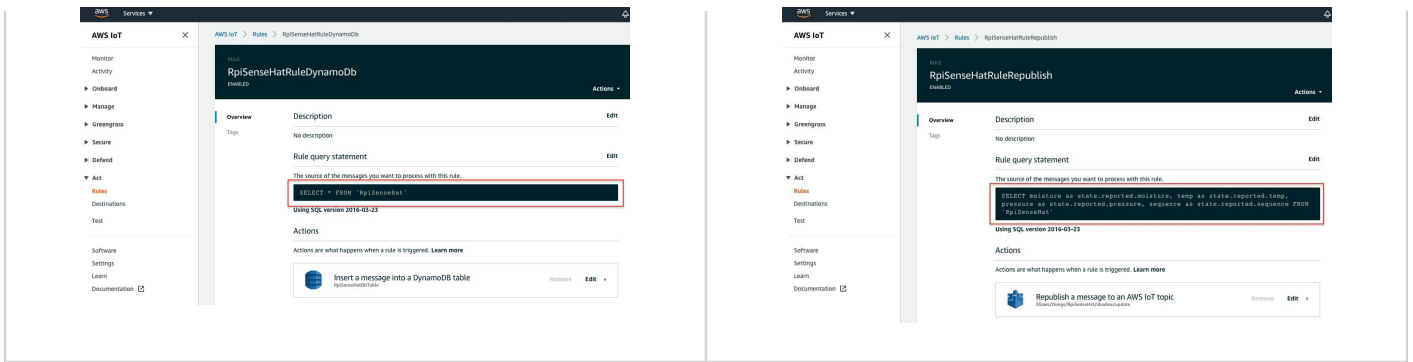 aws Services
AWS IoT
Monitor
Activity
Onboard
Manage
Greengrass
Secure
Defend
Act
Rules
Destinations
Test
Software
Settings
Learn
Documentation
AWS IoT > Rules > RpiSenseHatRuleDynamoDb
RULE
RpiSenseHatRuleDynamoDb
ENABLED
Actions
Overview
Tags
Description Edit
No description
Rule query statement Edit
The source of the messages you want to process with this rule.
SELECT * FROM 'RpiSenseHat'
Using SQL version 2016-03-23
Actions
Actions are what happens when a rule is triggered. Learn more
Insert a message into a DynamoDB table Remove Edit
RpiSenseHatDbTable
aws Services
AWS IoT
Monitor
Activity
Onboard
Manage
Greengrass
Secure
Defend
Act
Rules
Destinations
Test
Software
Settings
Learn
Documentation
AWS IoT > Rules > RpiSenseHatRuleRepublish
RULE
RpiSenseHatRuleRepublish
ENABLED
Actions
Overview
Tags
Description Edit
No description
Rule query statement Edit
The source of the messages you want to process with this rule.
SELECT moisture as state.reported.moisture, temp as state.reported.temp,
pressure as state.reported.pressure, sequence as state.reported.sequence FROM
'RpiSenseHat'
Using SQL version 2016-03-23
Actions
Actions are what happens when a rule is triggered. Learn more
Republish a message to an AWS IoT topic Remove Edit
$$aws/things/RpiSenseHat/shadow/update